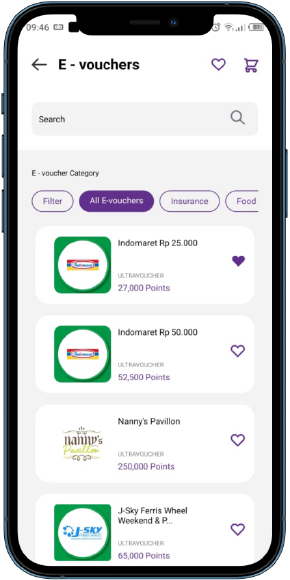 09:46
E - vouchers
Search
E - voucher Category
Filter
All E-vouchers
Insurance
Food
Indomaret Rp 25.000
Indomaret
ULTRAVOUCHER
27,000 Points
Indomaret Rp 50.000
Indomaret
ULTRAVOUCHER
52,500 Points
Nanny's Pavillon
nanny's
Pavillon
ULTRAVOUCHER
250,000 Points
J-Sky Ferris Wheel
Weekend & P...
J-SKY
ULTRAVOUCHER
65,000 Points